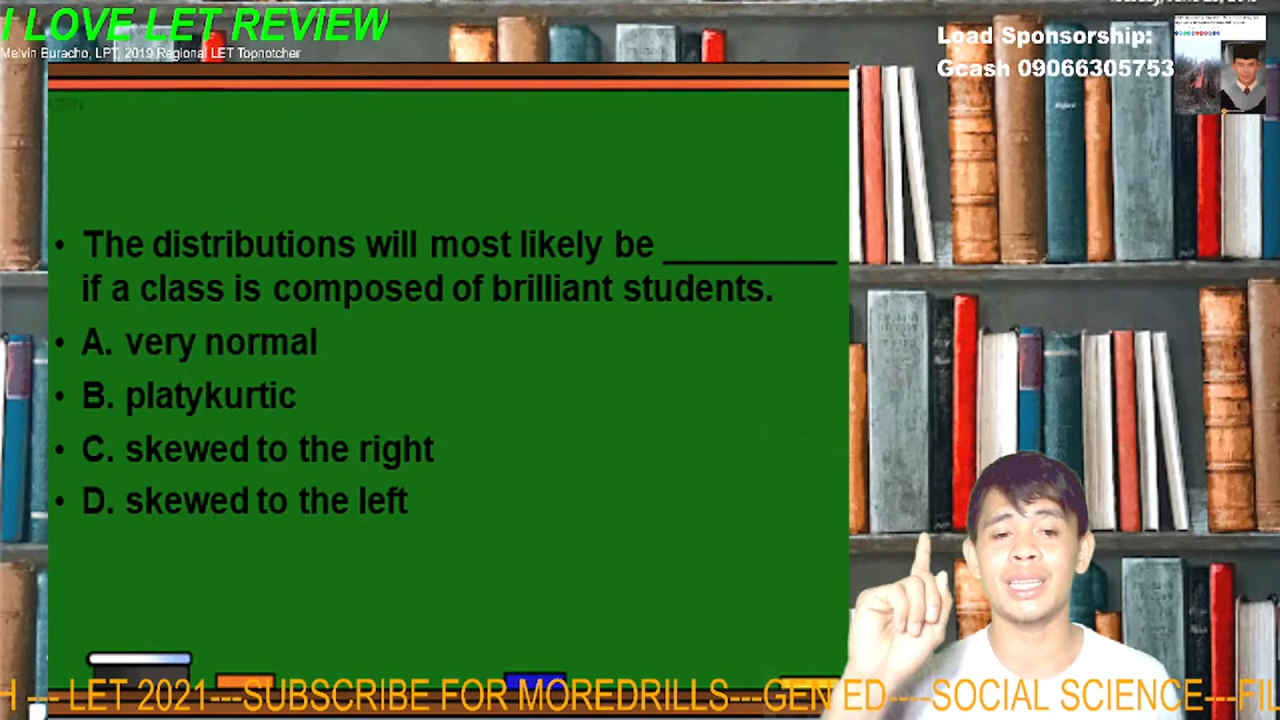 I LOVE LET REVIEW
Melvin Buracho, LPT, 2019 Regional LET Topnotcher
Load Sponsorship:
Gcash 09066305753
• The distributions will most likely be __________
if a class is composed of brilliant students.
• A. very normal
• B. platykurtic
• C. skewed to the right
• D. skewed to the left
H --- LET 2021---SUBSCRIBE FOR MOREDRILLS---GEN ED----SOCIAL SCIENCE---FIL